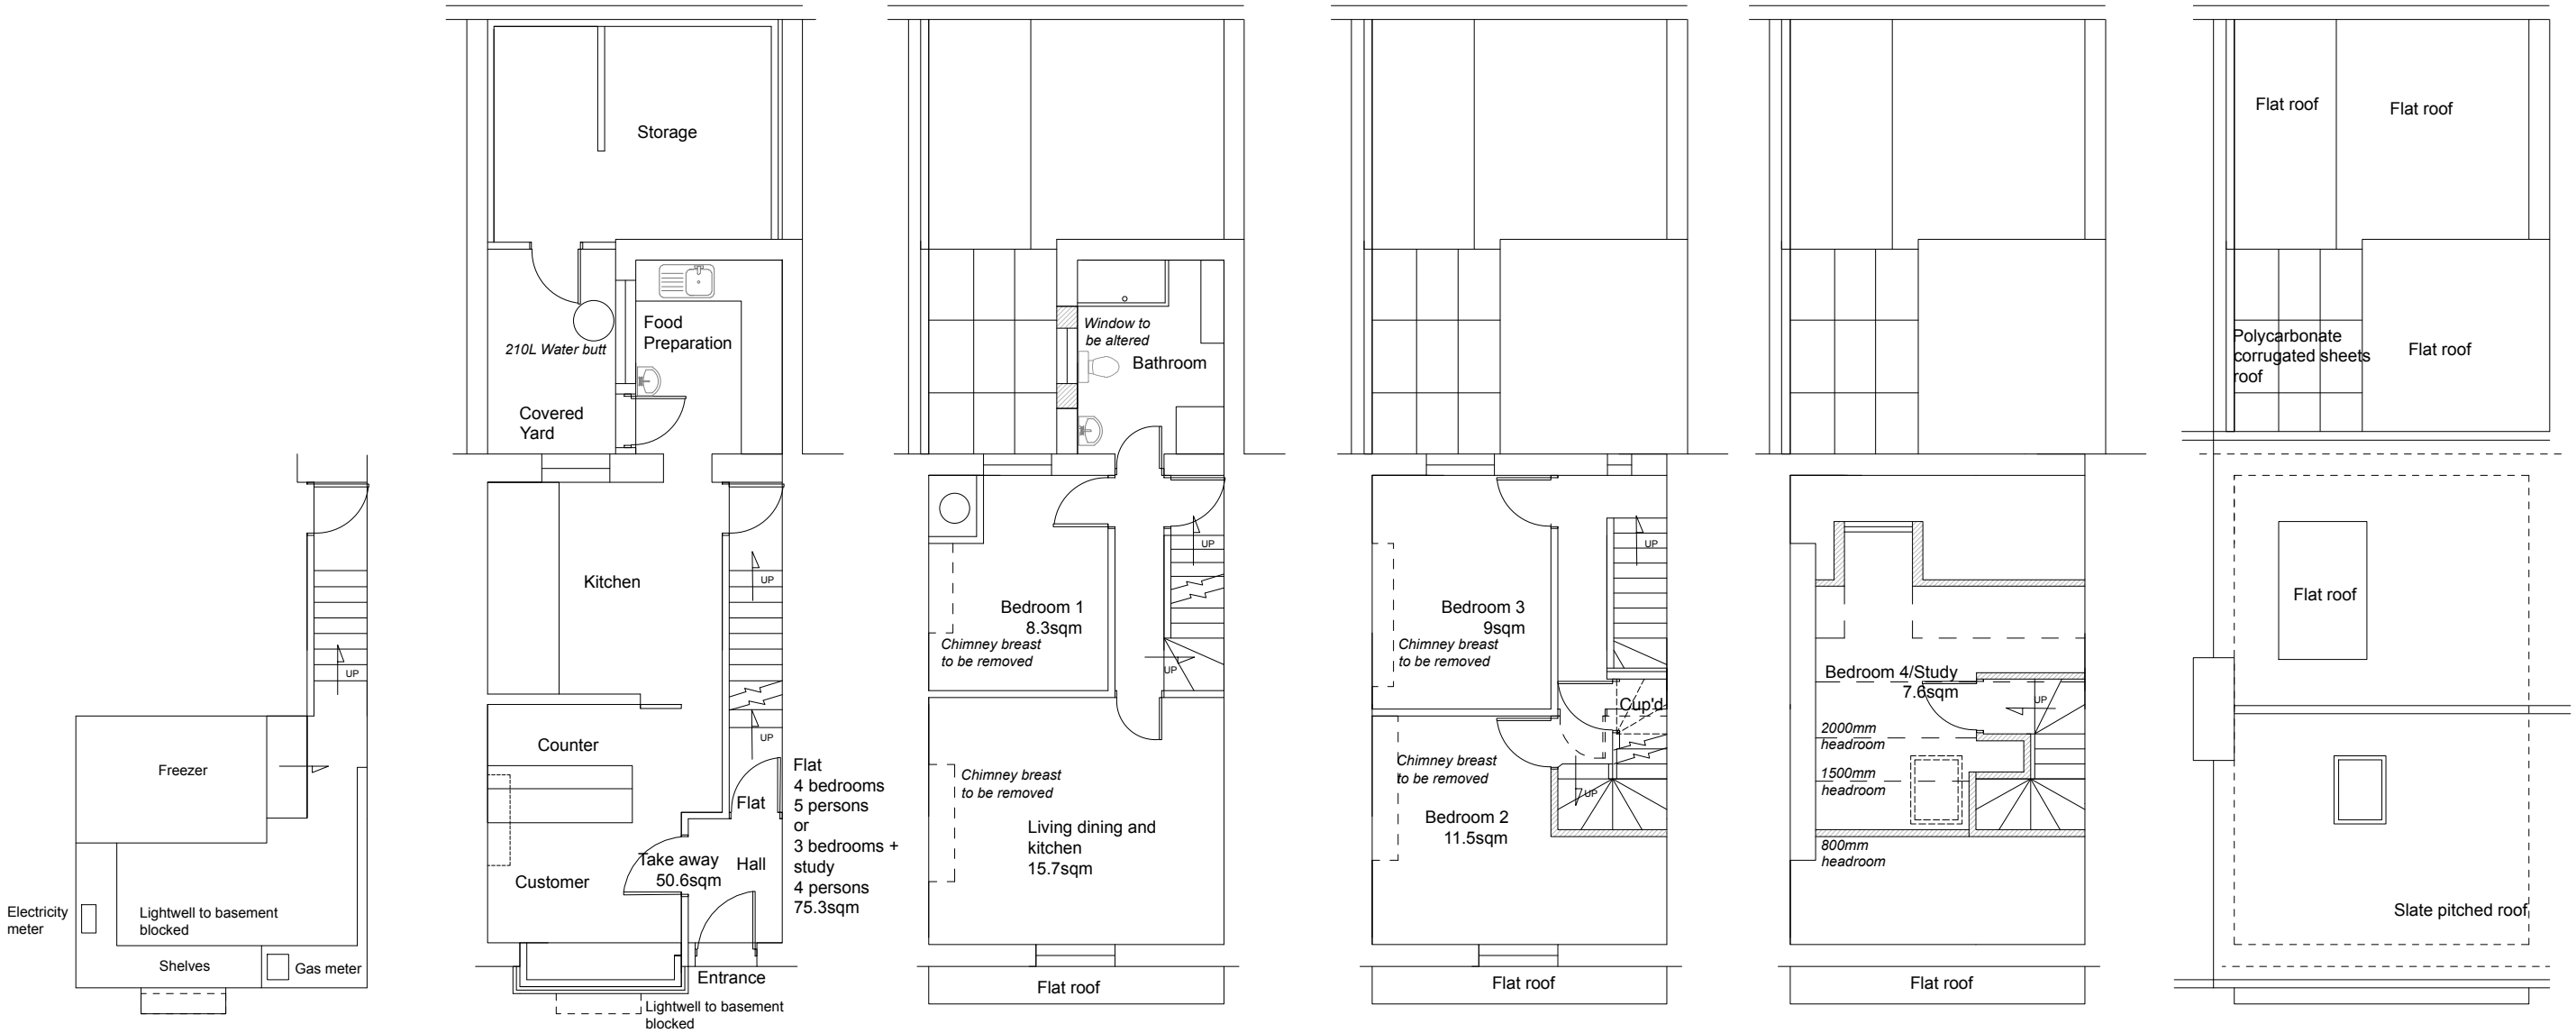 UP
Freezer
Electricity
meter
Lightwell to basement
blocked
Shelves
Gas meter
Storage
210L Water butt
Food
Preparation
Covered
Yard
Kitchen
UP
UP
Counter
Flat
Hall
Take away
50.6sqm
Customer
Entrance
Lightwell to basement
blocked
Flat
4 bedrooms
5 persons
or
3 bedrooms +
study
4 persons
75.3sqm
Window to
be altered
Bathroom
UP
Bedroom 1
8.3sqm
Chimney breast
to be removed
UP
Chimney breast
to be removed
Living dining and
kitchen
15.7sqm
Flat roof
UP
Bedroom 3
9sqm
Chimney breast
to be removed
Cup'd
Chimney breast
to be removed
UP
Bedroom 2
11.5sqm
Flat roof
Bedroom 4/Study
7.6sqm
UP
2000mm
headroom
1500mm
headroom
800mm
headroom
Flat roof
Flat roof
Flat roof
Polycarbonate
corrugated sheets
roof
Flat roof
Flat roof
Slate pitched roof